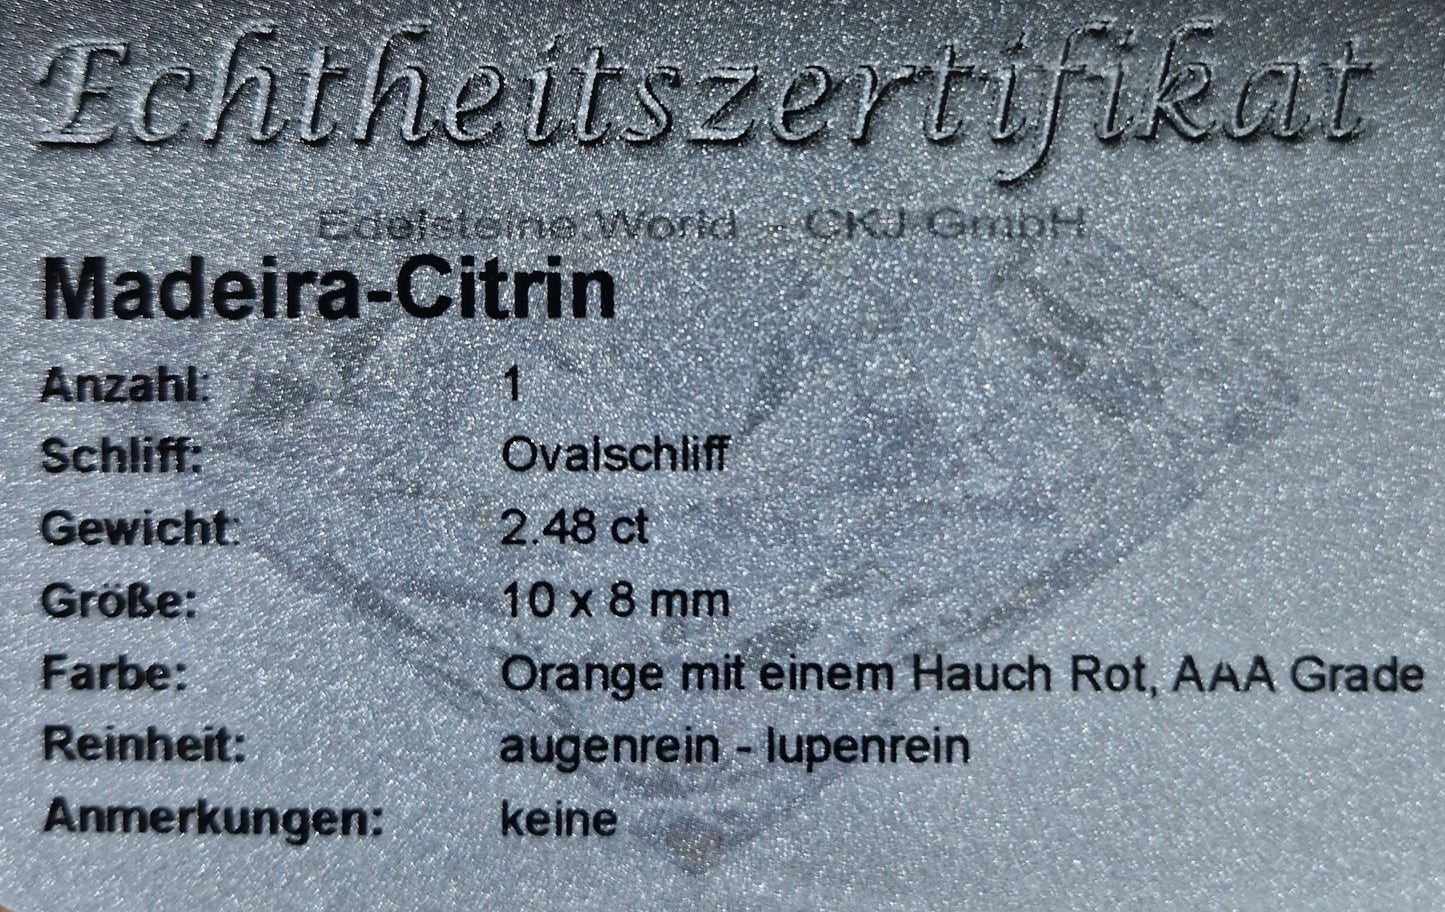 Echtheitszertifikat
Edelsteine.World - CKJ GmbH
Madeira-Citrin
Anzahl: 1
Schliff: Ovalschliff
Gewicht: 2.48 ct
Größe: 10 x 8 mm
Farbe: Orange mit einem Hauch Rot, AAA Grade
Reinheit: augenrein - lupenrein
Anmerkungen: keine